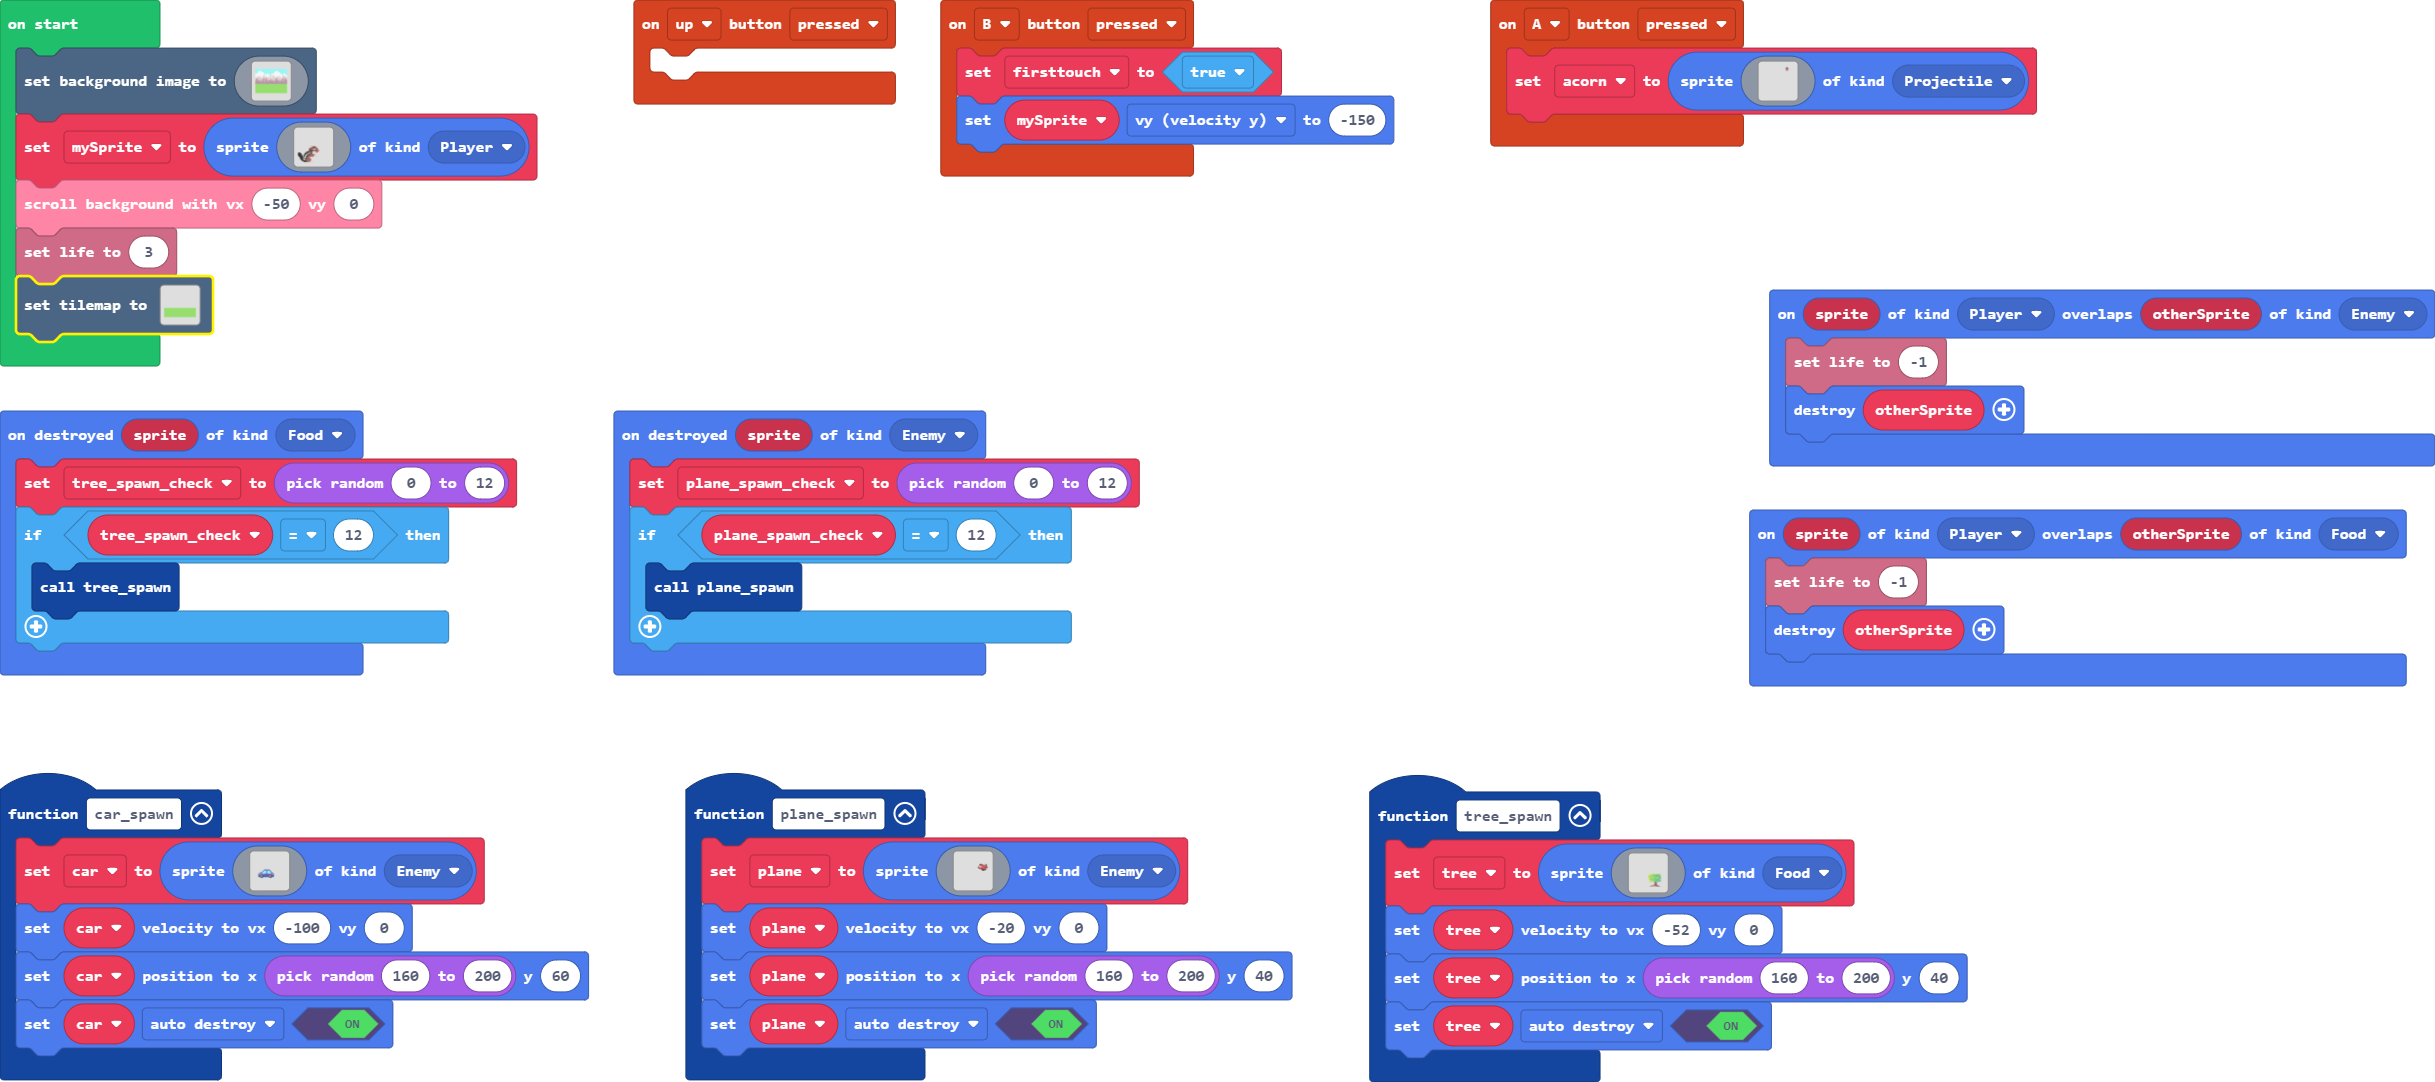 on start
set background image to
set mySprite to sprite of kind Player
scroll background with vx -50 vy 0
set life to 3
set tilemap to
on up button pressed
on B button pressed
set firsttouch to true
set mySprite vy (velocity y) to -150
on A button pressed
set acorn to sprite of kind Projectile
on sprite of kind Player overlaps otherSprite of kind Enemy
set life to -1
destroy otherSprite
on destroyed sprite of kind Food
set tree_spawn_check to pick random 0 to 12
if tree_spawn_check = 12 then
call tree_spawn
on destroyed sprite of kind Enemy
set plane_spawn_check to pick random 0 to 12
if plane_spawn_check = 12 then
call plane_spawn
on sprite of kind Player overlaps otherSprite of kind Food
set life to -1
destroy otherSprite
function car_spawn
set car to sprite of kind Enemy
set car velocity to vx -100 vy 0
set car position to x pick random 160 to 200 y 60
set car auto destroy ON
function plane_spawn
set plane to sprite of kind Enemy
set plane velocity to vx -20 vy 0
set plane position to x pick random 160 to 200 y 40
set plane auto destroy ON
function tree_spawn
set tree to sprite of kind Food
set tree velocity to vx -52 vy 0
set tree position to x pick random 160 to 200 y 40
set tree auto destroy ON